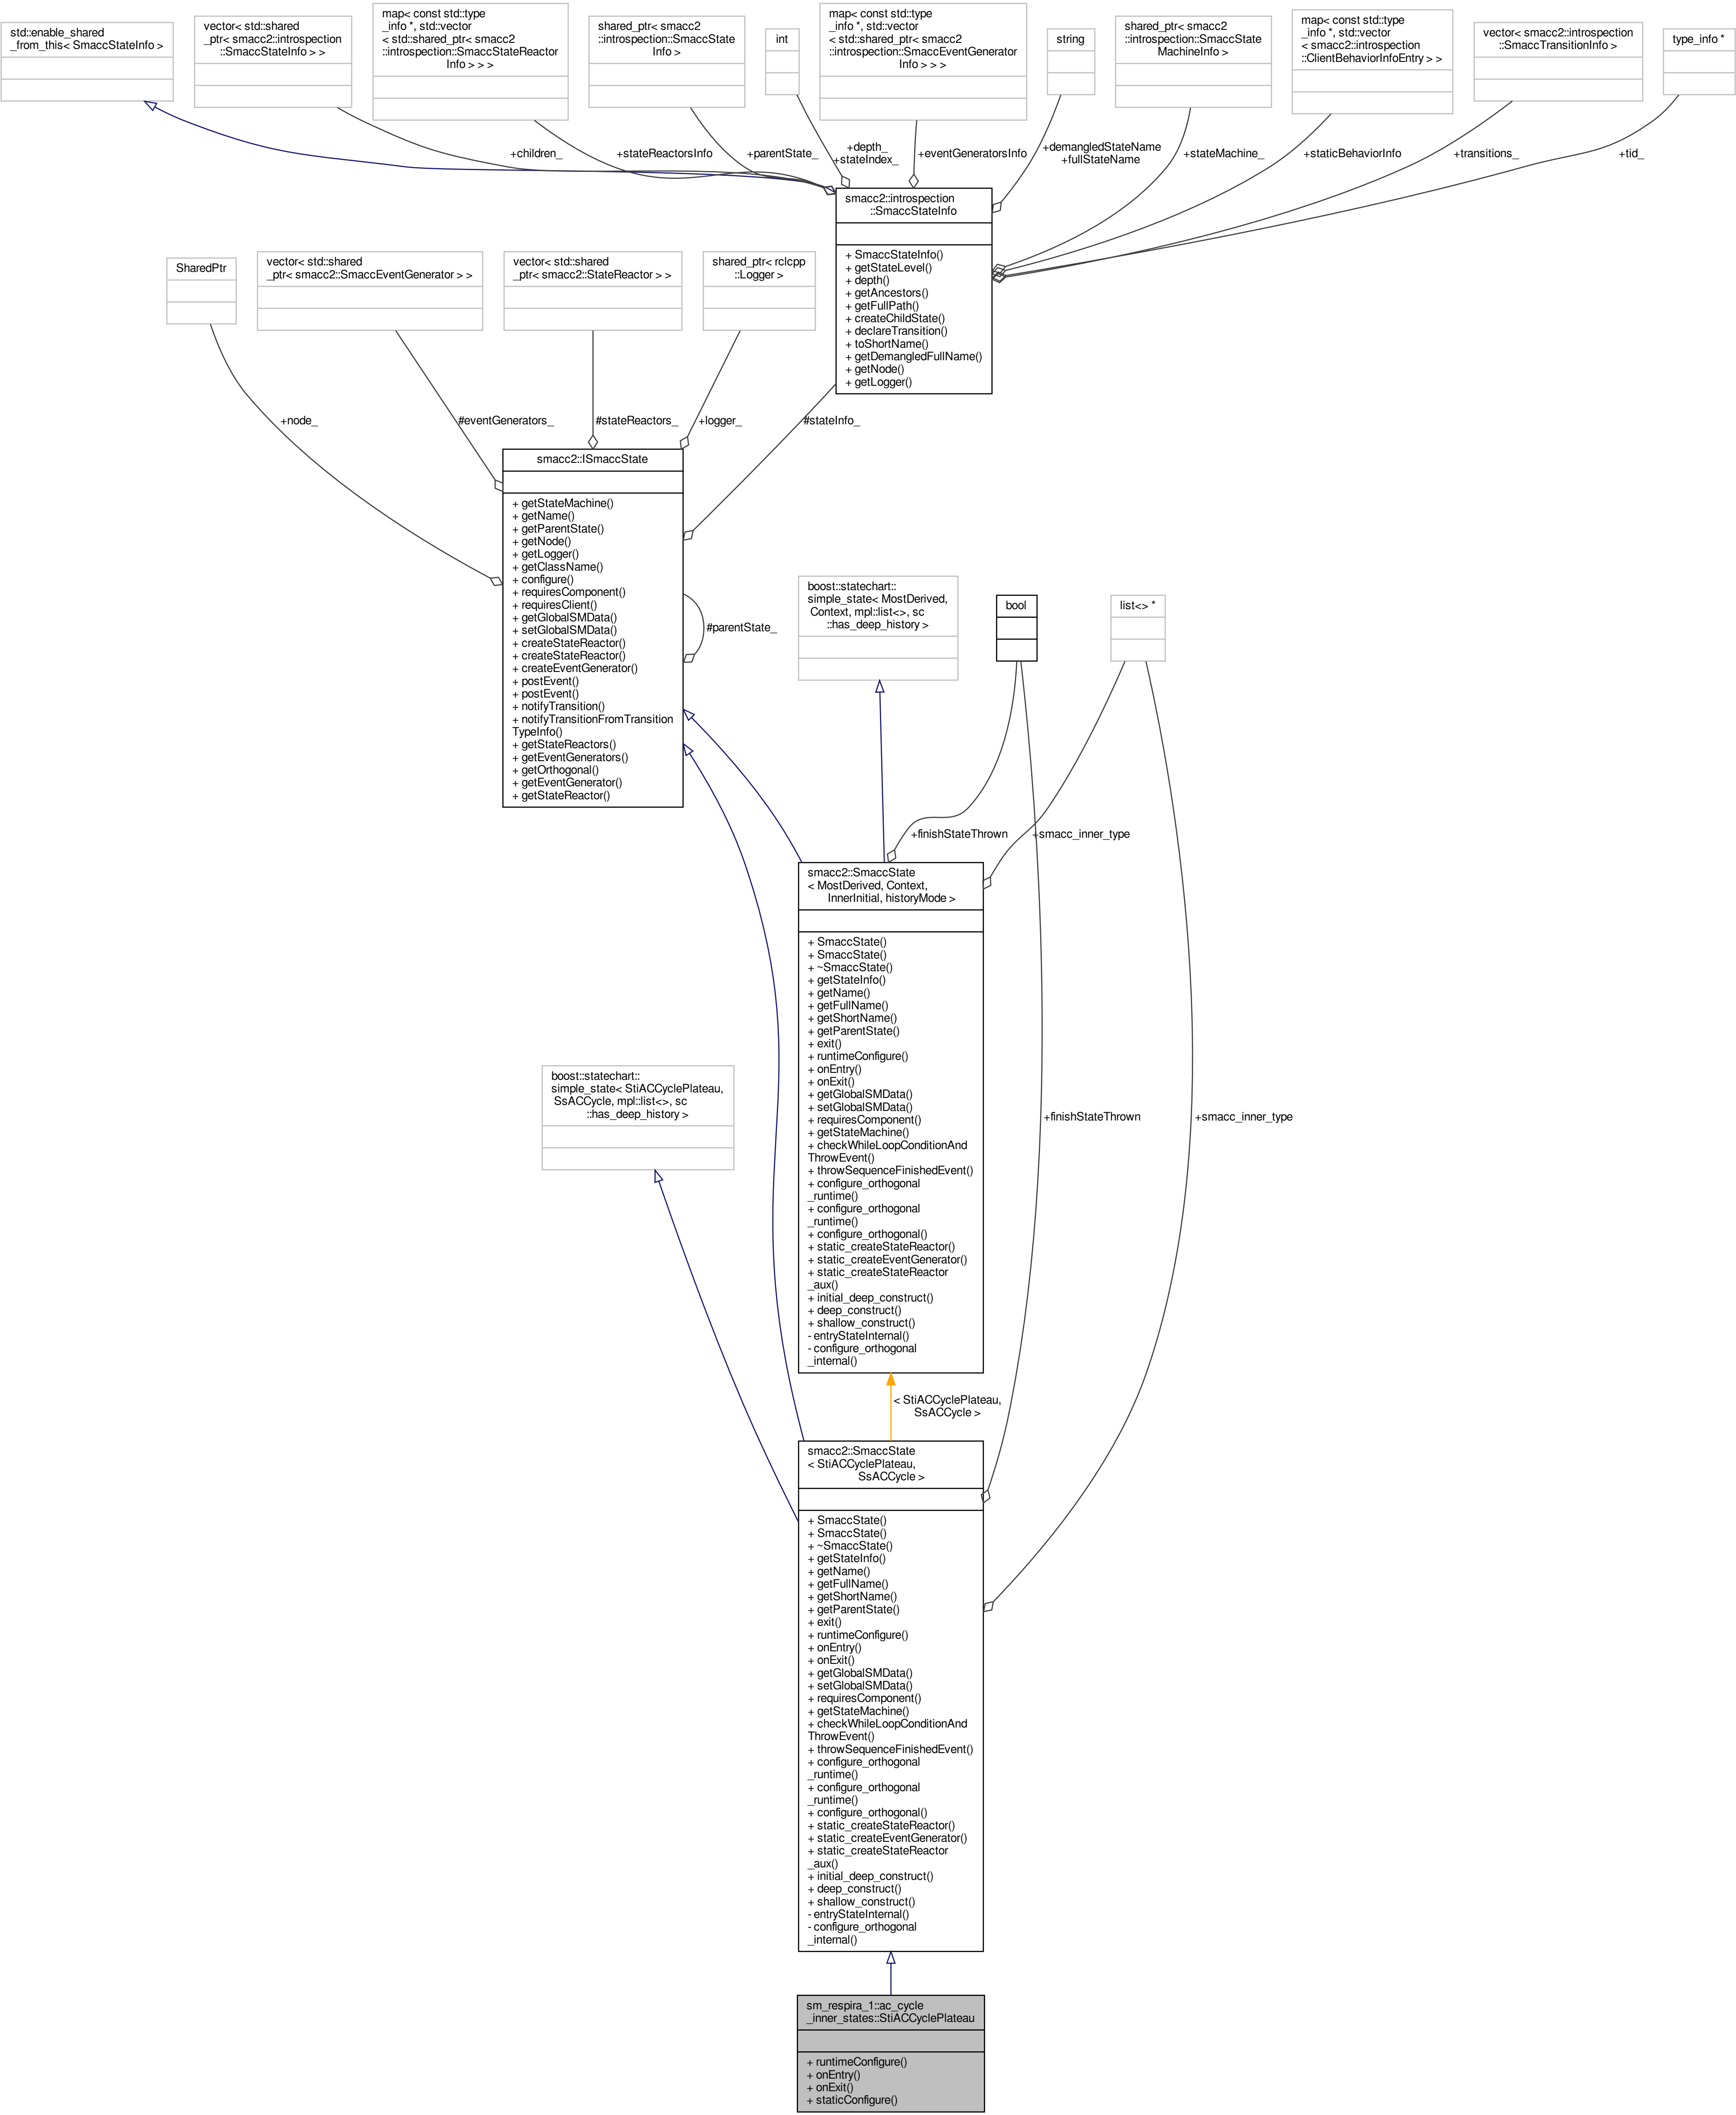 std::enable_shared
_from_this< SmaccStateInfo >
vector< std::shared
_ptr< smacc2::introspection
::SmaccStateInfo > >
map< const std::type
_info *, std::vector
< std::shared_ptr< smacc2
::introspection::SmaccStateReactor
Info > > >
shared_ptr< smacc2
::introspection::SmaccState
Info >
int
map< const std::type
_info *, std::vector
< std::shared_ptr< smacc2
::introspection::SmaccEventGenerator
Info > > >
string
shared_ptr< smacc2
::introspection::SmaccState
MachineInfo >
map< const std::type
_info *, std::vector
< smacc2::introspection
::ClientBehaviorInfoEntry > >
vector< smacc2::introspection
::SmaccTransitionInfo >
type_info *
+children_
+stateReactorsInfo
+parentState_
+depth_
+stateIndex_
+eventGeneratorsInfo
+demangledStateName
+fullStateName
+stateMachine_
+staticBehaviorInfo
+transitions_
+tid_
smacc2::introspection
::SmaccStateInfo
+ SmaccStateInfo()
+ getStateLevel()
+ depth()
+ getAncestors()
+ getFullPath()
+ createChildState()
+ declareTransition()
+ toShortName()
+ getDemangledFullName()
+ getNode()
+ getLogger()
SharedPtr
vector< std::shared
_ptr< smacc2::SmaccEventGenerator > >
vector< std::shared
_ptr< smacc2::StateReactor > >
shared_ptr< rclcpp
::Logger >
+node_
#eventGenerators_
#stateReactors_
+logger_
#stateInfo_
smacc2::ISmaccState
+ getStateMachine()
+ getName()
+ getParentState()
+ getNode()
+ getLogger()
+ getClassName()
+ configure()
+ requiresComponent()
+ requiresClient()
+ getGlobalSMData()
+ setGlobalSMData()
+ createStateReactor()
+ createStateReactor()
+ createEventGenerator()
+ postEvent()
+ postEvent()
+ notifyTransition()
+ notifyTransitionFromTransition
TypeInfo()
+ getStateReactors()
+ getEventGenerators()
+ getOrthogonal()
+ getEventGenerator()
+ getStateReactor()
#parentState_
boost::statechart::
simple_state< MostDerived,
Context, mpl::list<>, sc
::has_deep_history >
bool
list<> *
+finishStateThrown
+smacc_inner_type
smacc2::SmaccState
< MostDerived, Context,
InnerInitial, historyMode >
+ SmaccState()
+ SmaccState()
+ ~SmaccState()
+ getStateInfo()
+ getName()
+ getFullName()
+ getShortName()
+ getParentState()
+ exit()
+ runtimeConfigure()
+ onEntry()
+ onExit()
+ getGlobalSMData()
+ setGlobalSMData()
+ requiresComponent()
+ getStateMachine()
+ checkWhileLoopConditionAnd
ThrowEvent()
+ throwSequenceFinishedEvent()
+ configure_orthogonal
_runtime()
+ configure_orthogonal
_runtime()
+ configure_orthogonal()
+ static_createStateReactor()
+ static_createEventGenerator()
+ static_createStateReactor
_aux()
+ initial_deep_construct()
+ deep_construct()
+ shallow_construct()
- entryStateInternal()
- configure_orthogonal
_internal()
boost::statechart::
simple_state< StiACCyclePlateau,
SsACCycle, mpl::list<>, sc
::has_deep_history >
+finishStateThrown
+smacc_inner_type
< StiACCyclePlateau,
SsACCycle >
smacc2::SmaccState
< StiACCyclePlateau,
SsACCycle >
+ SmaccState()
+ SmaccState()
+ ~SmaccState()
+ getStateInfo()
+ getName()
+ getFullName()
+ getShortName()
+ getParentState()
+ exit()
+ runtimeConfigure()
+ onEntry()
+ onExit()
+ getGlobalSMData()
+ setGlobalSMData()
+ requiresComponent()
+ getStateMachine()
+ checkWhileLoopConditionAnd
ThrowEvent()
+ throwSequenceFinishedEvent()
+ configure_orthogonal
_runtime()
+ configure_orthogonal
_runtime()
+ configure_orthogonal()
+ static_createStateReactor()
+ static_createEventGenerator()
+ static_createStateReactor
_aux()
+ initial_deep_construct()
+ deep_construct()
+ shallow_construct()
- entryStateInternal()
- configure_orthogonal
_internal()
sm_respira_1::ac_cycle
_inner_states::StiACCyclePlateau
+ runtimeConfigure()
+ onEntry()
+ onExit()
+ staticConfigure()